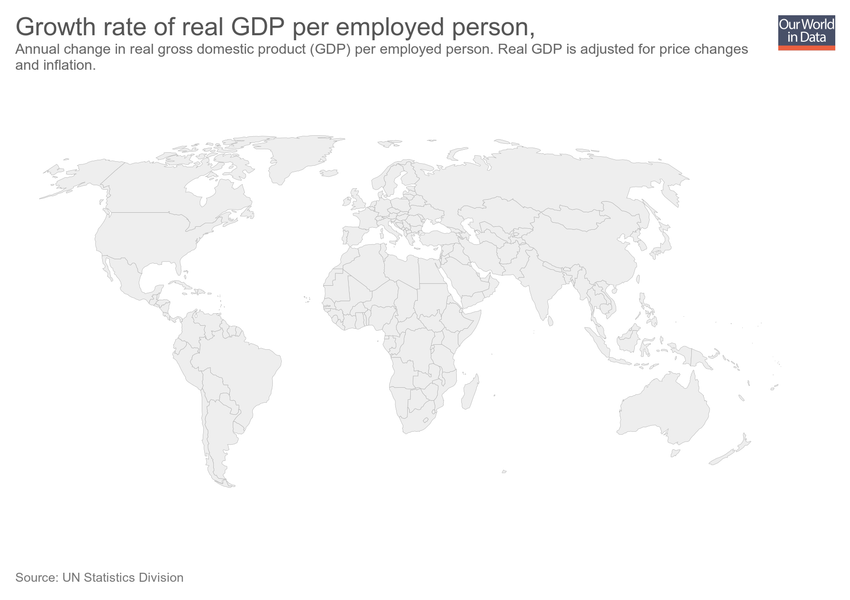 Growth rate of real GDP per employed person,
Our World
in Data
Annual change in real gross domestic product (GDP) per employed person. Real GDP is adjusted for price changes
and inflation.
Source: UN Statistics Division